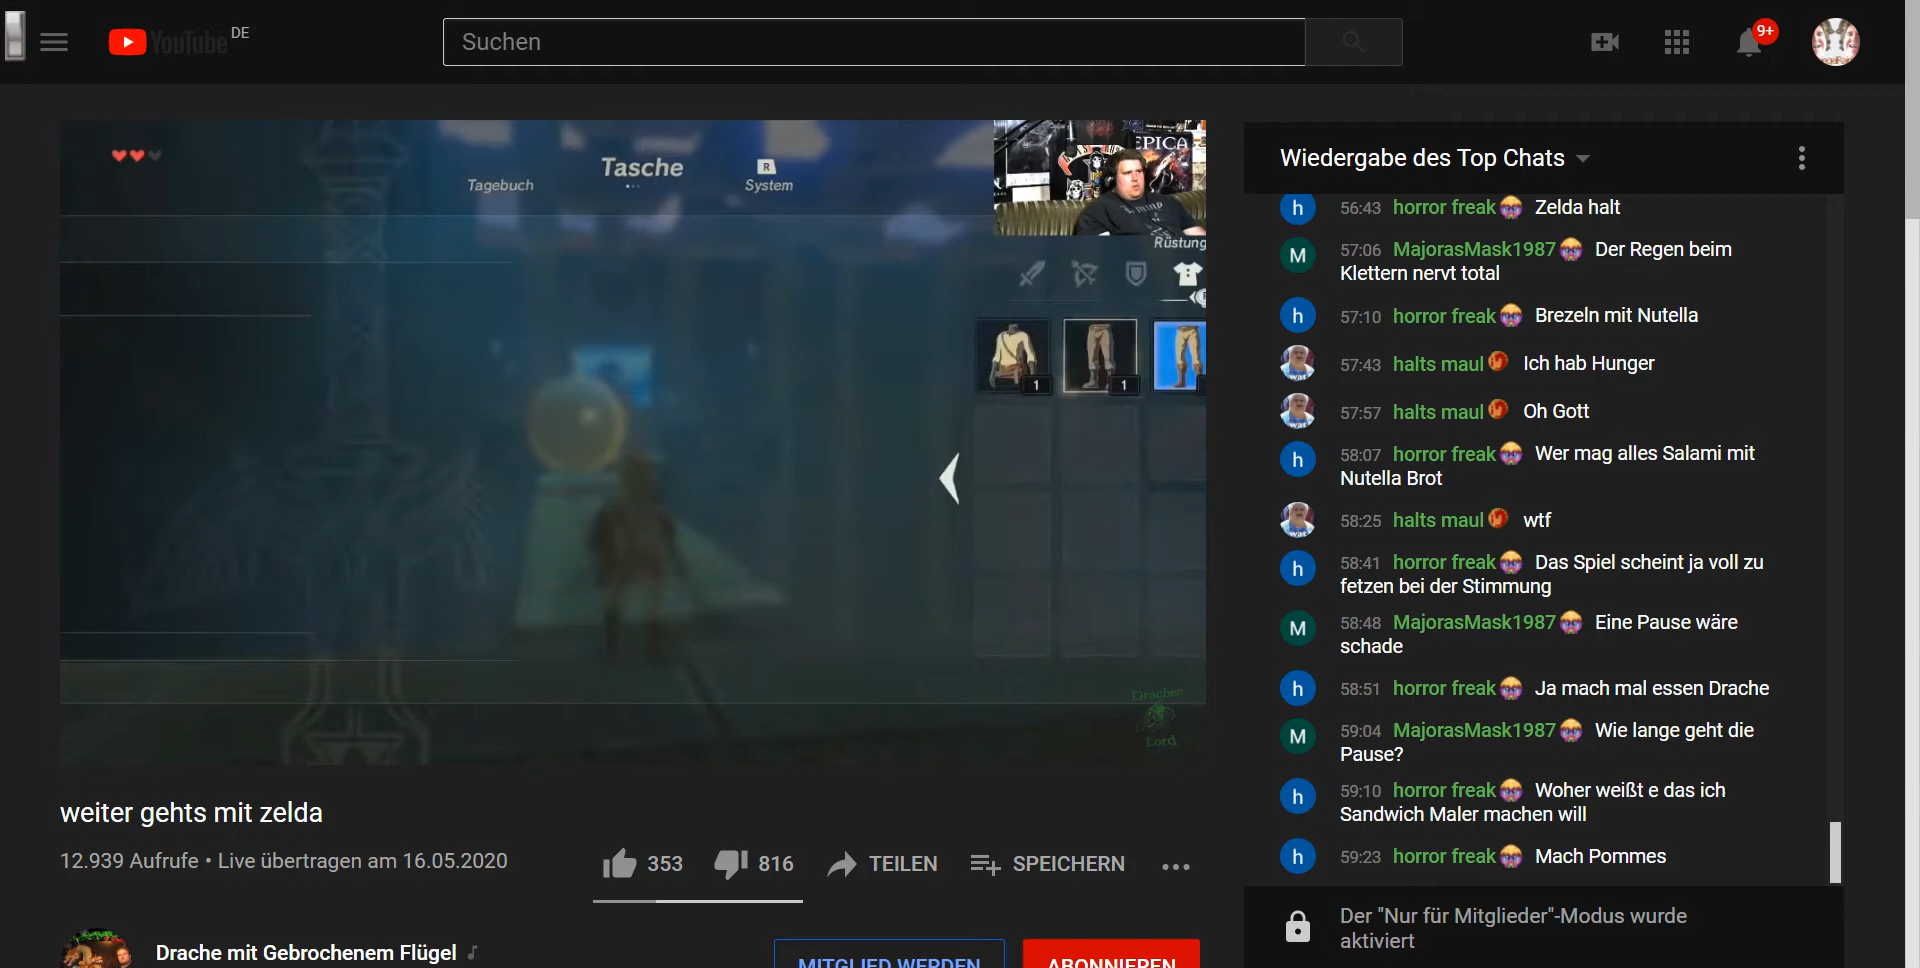 YouTube DE
Suchen
9+
Tagebuch
Tasche
R
System
EPICA
Rüstung
1
1
Drachen
Lord
weiter gehts mit zelda
12.939 Aufrufe • Live übertragen am 16.05.2020
353
816
TEILEN
SPEICHERN
Drache mit Gebrochenem Flügel
MITGLIED WERDEN
ABONNIEREN
Wiedergabe des Top Chats
h
56:43 horror freak Zelda halt
M
57:06 MajorasMask1987 Der Regen beim
Klettern nervt total
h
57:10 horror freak Brezeln mit Nutella
wat
57:43 halts maul Ich hab Hunger
wat
57:57 halts maul Oh Gott
h
58:07 horror freak Wer mag alles Salami mit
Nutella Brot
wat
58:25 halts maul wtf
h
58:41 horror freak Das Spiel scheint ja voll zu
fetzen bei der Stimmung
M
58:48 MajorasMask1987 Eine Pause wäre
schade
h
58:51 horror freak Ja mach mal essen Drache
M
59:04 MajorasMask1987 Wie lange geht die
Pause?
h
59:10 horror freak Woher weißt e das ich
Sandwich Maler machen will
h
59:23 horror freak Mach Pommes
Der "Nur für Mitglieder"-Modus wurde
aktiviert